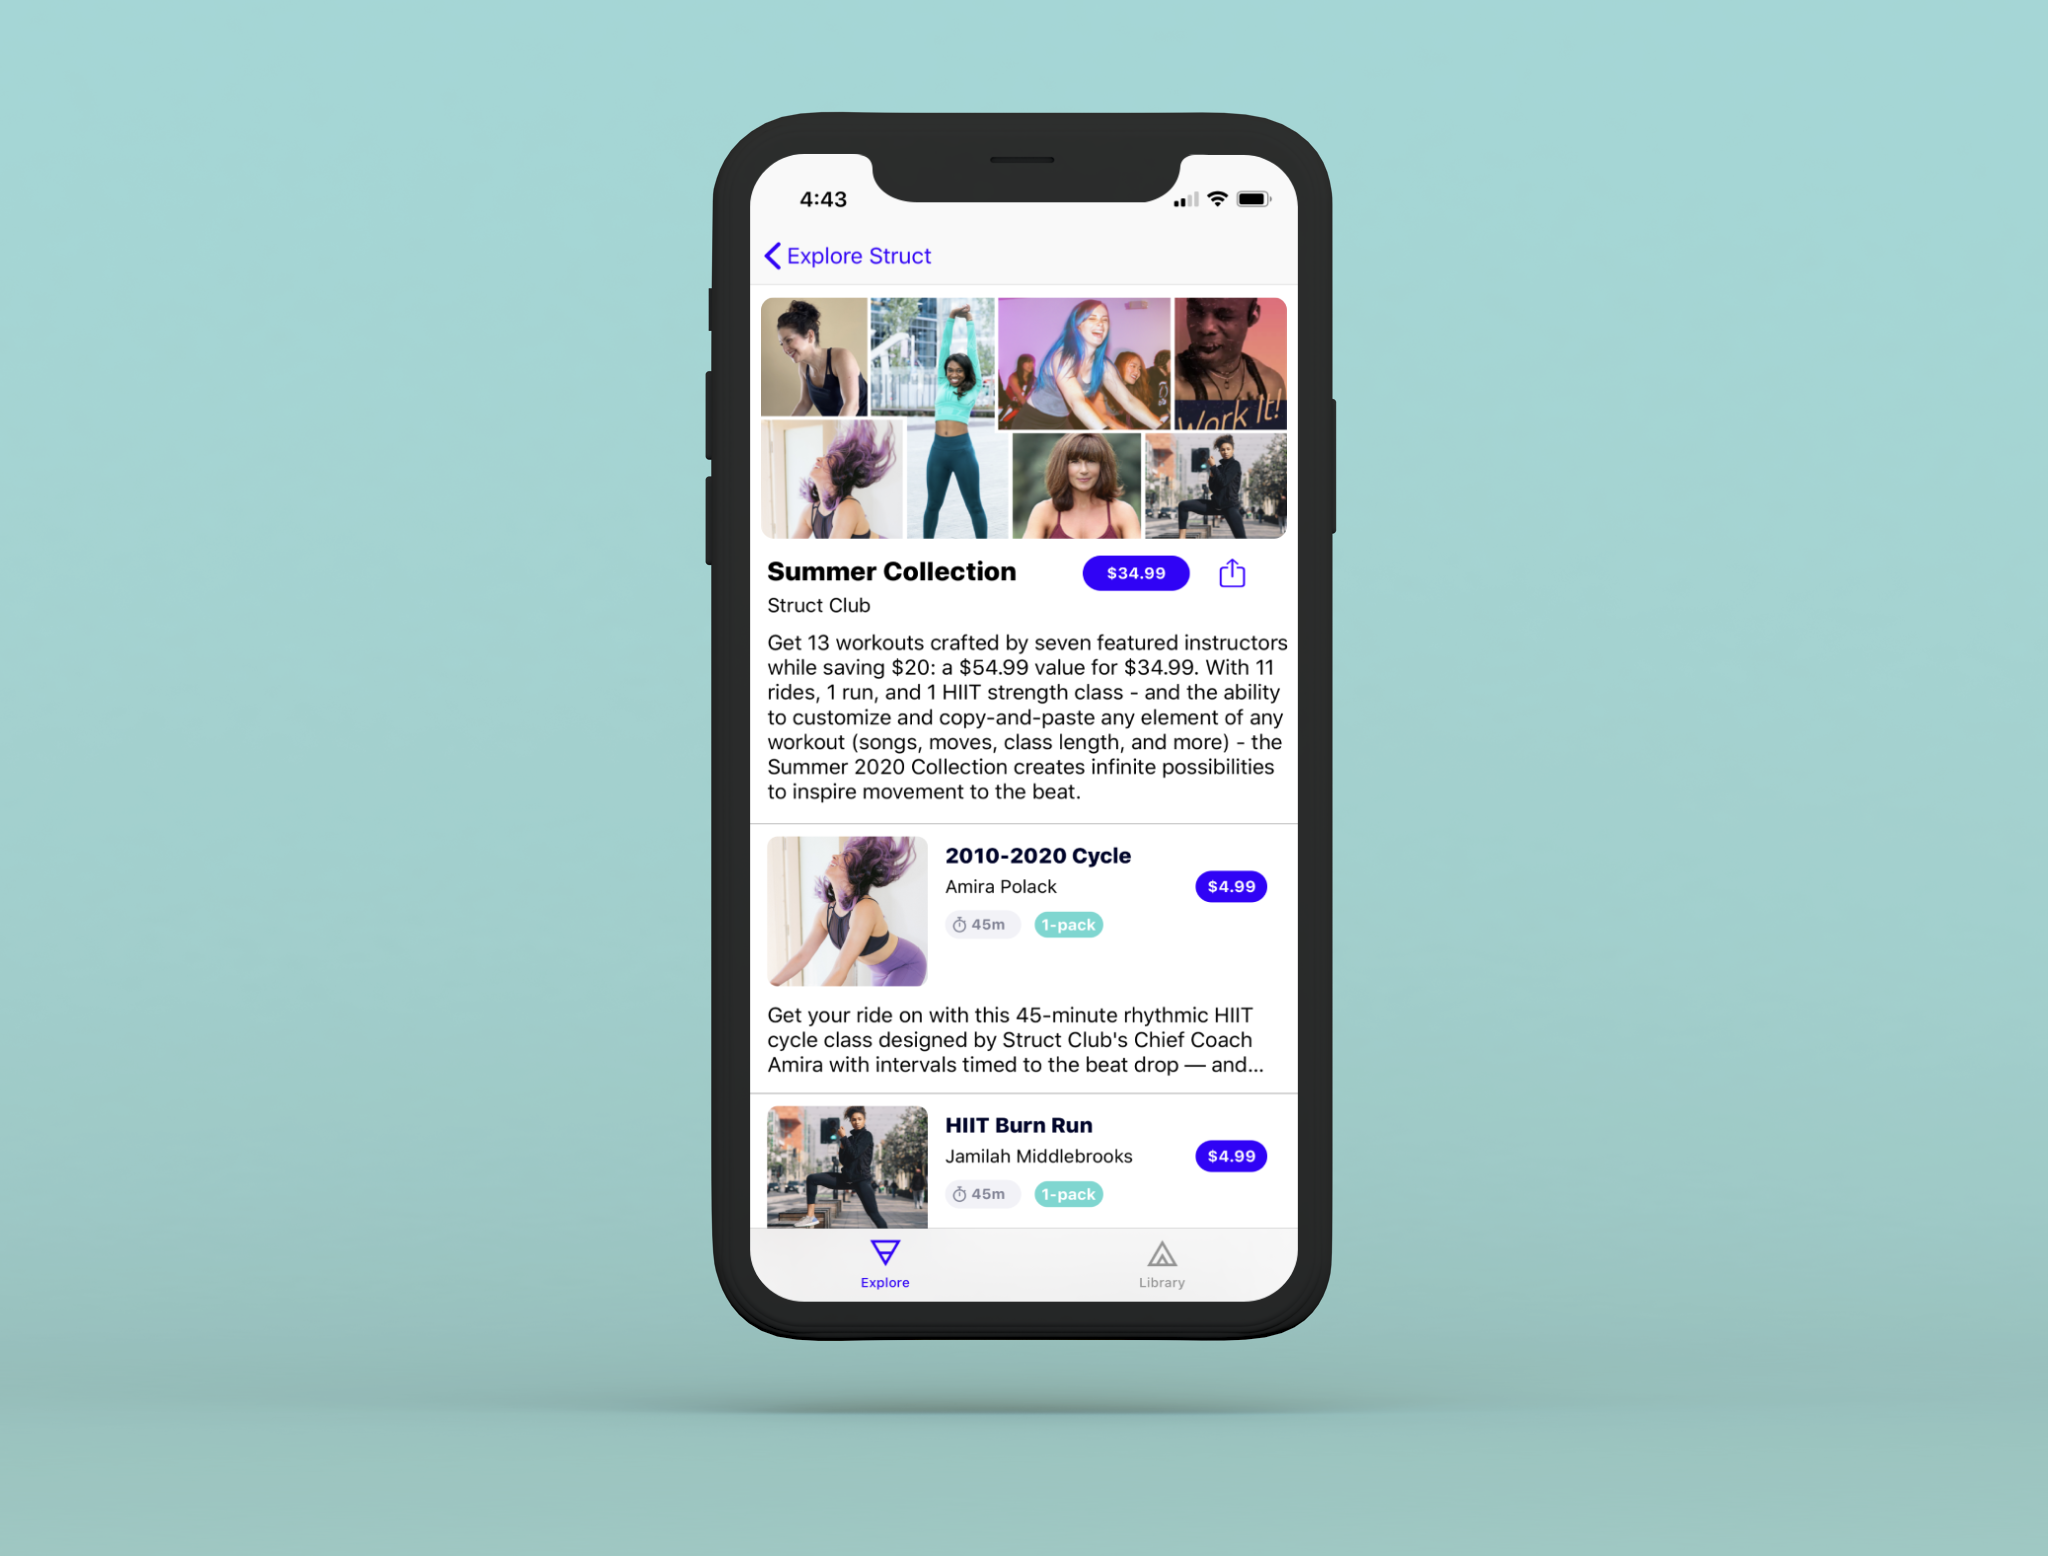 4:43
Explore Struct
Work It!
Summer Collection
$34.99
Struct Club
Get 13 workouts crafted by seven featured instructors
while saving $20: a $54.99 value for $34.99. With 11
rides, 1 run, and 1 HIIT strength class - and the ability
to customize and copy-and-paste any element of any
workout (songs, moves, class length, and more) - the
Summer 2020 Collection creates infinite possibilities
to inspire movement to the beat.
2010-2020 Cycle
Amira Polack
$4.99
45m
1-pack
Get your ride on with this 45-minute rhythmic HIIT
cycle class designed by Struct Club's Chief Coach
Amira with intervals timed to the beat drop — and...
HIIT Burn Run
Jamilah Middlebrooks
$4.99
45m
1-pack
Explore
Library